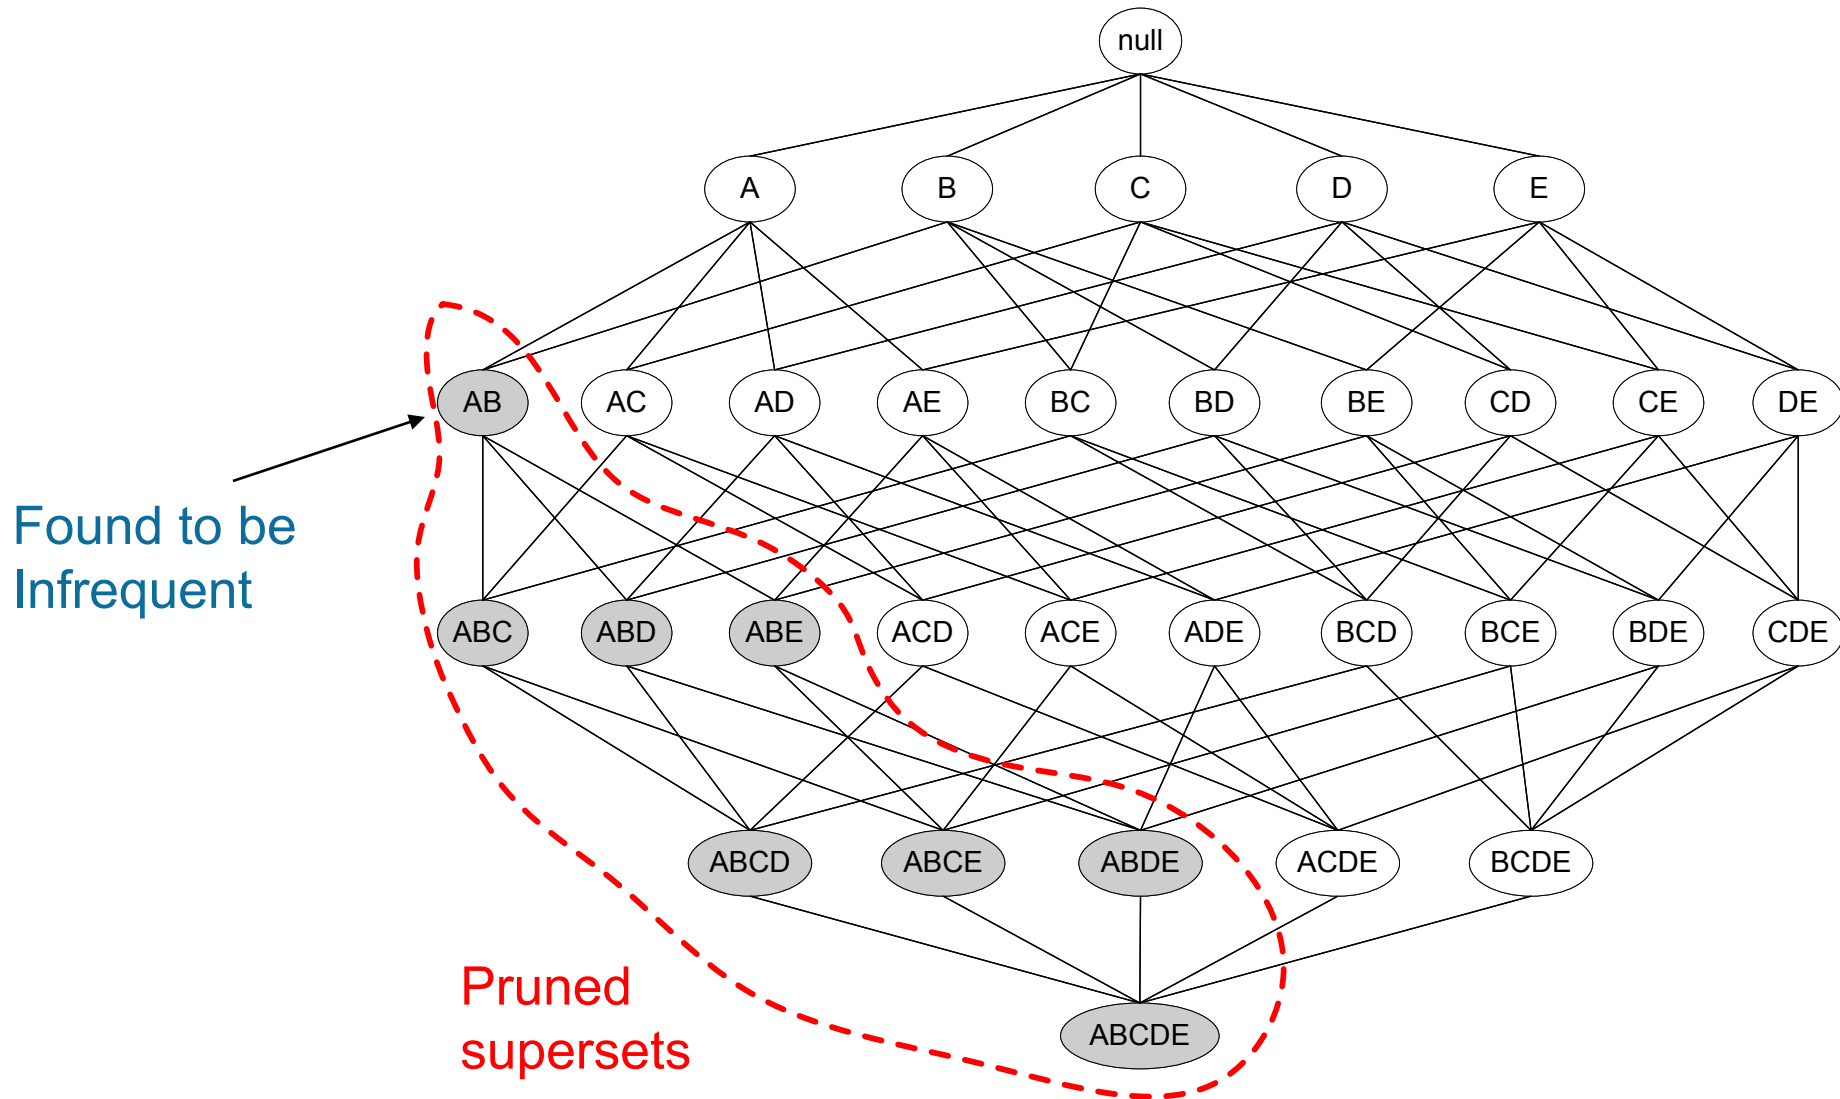 null
A B C D E
AB AC AD AE BC BD BE CD CE DE
Found to be
Infrequent
ABC ABD ABE ACD ACE ADE BCD BCE BDE CDE
ABCD ABCE ABDE ACDE BCDE
Pruned
supersets
ABCDE